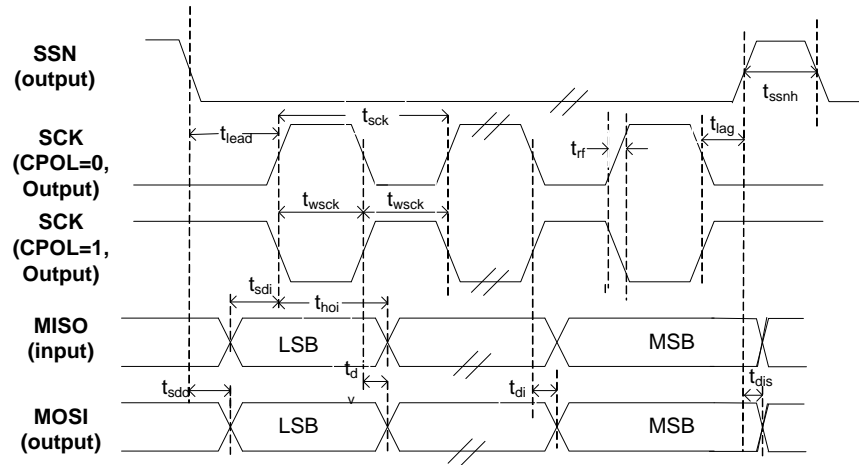 SSN
(output)
t_ssnh
t_sck
t_lead
t_lag
SCK
(CPOL=0,
Output)
t_rf
t_wsck
t_wsck
SCK
(CPOL=1,
Output)
t_sdi
t_hoi
MISO
(input)
LSB
MSB
t_d
v
t_sdd
t_di
t_dis
MOSI
(output)
LSB
MSB